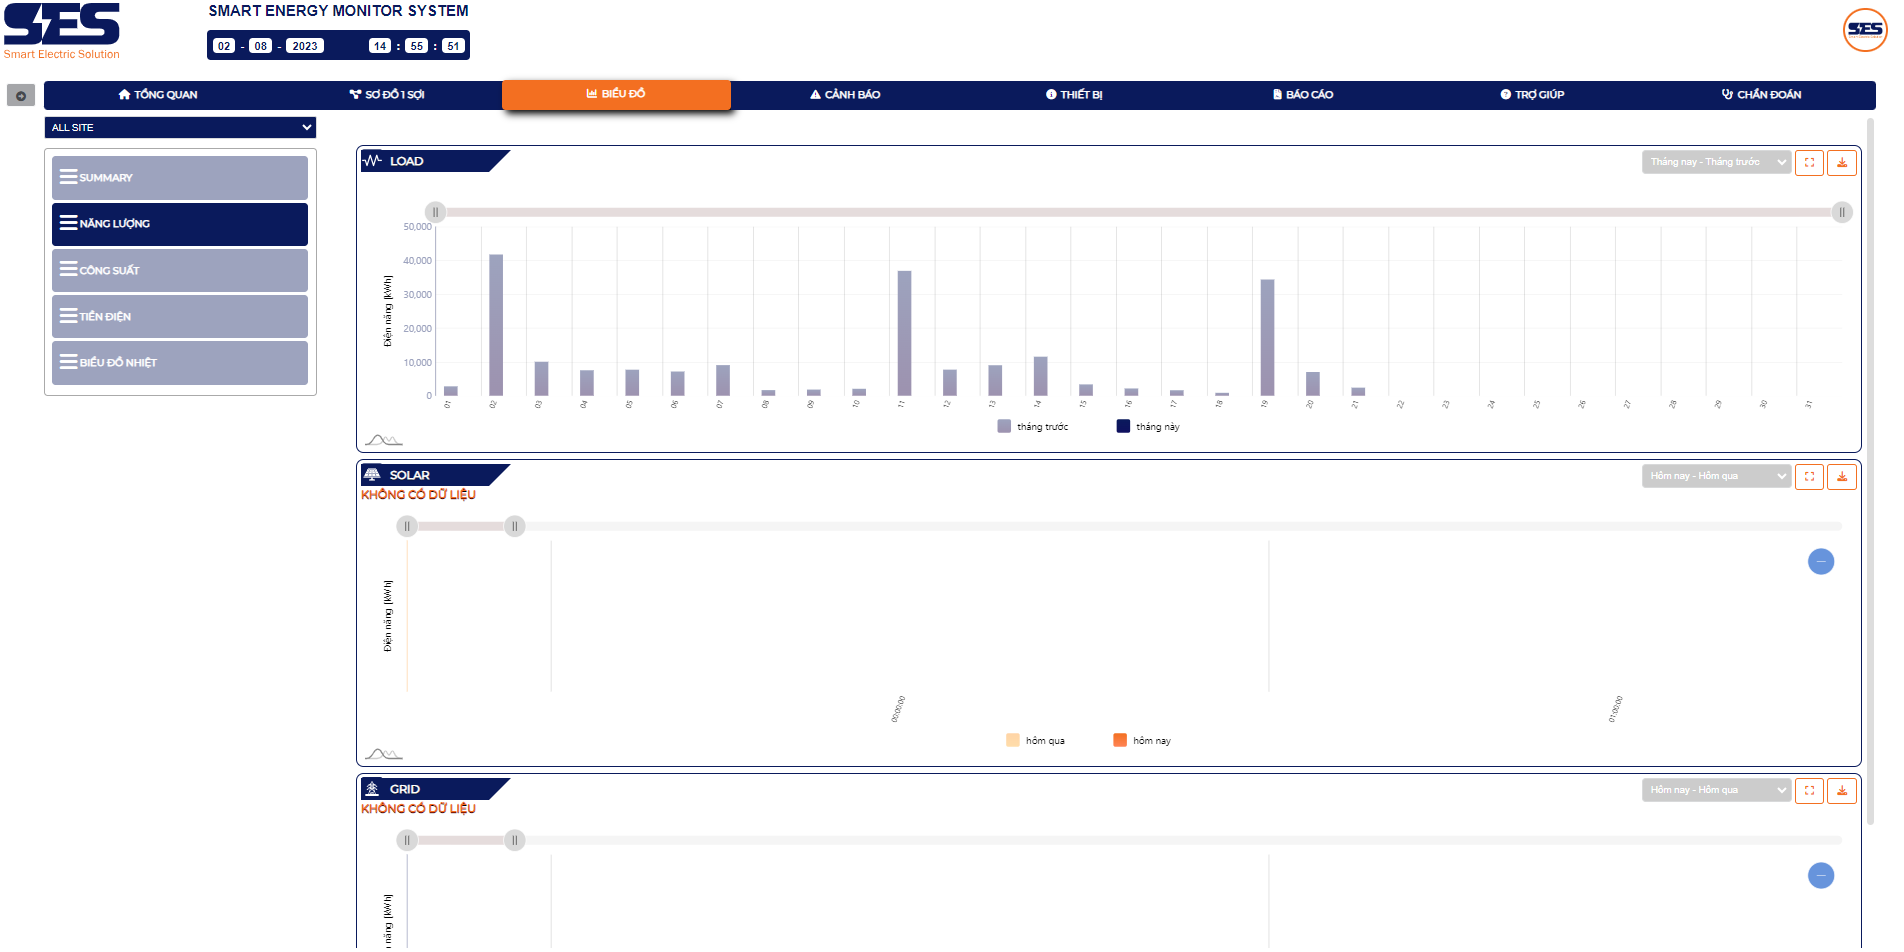 SES
Smart Electric Solution
SMART ENERGY MONITOR SYSTEM
02 - 08 - 2023 14 : 55 : 51
SES
TỔNG QUAN
SƠ ĐỒ 1 SỢI
BIỂU ĐỒ
CẢNH BÁO
THIẾT BỊ
BÁO CÁO
TRỢ GIÚP
CHẨN ĐOÁN
ALL SITE
SUMMARY
NĂNG LƯỢNG
CÔNG SUẤT
TIỀN ĐIỆN
BIỂU ĐỒ NHIỆT
LOAD
Tháng nay - Tháng trước
50,000
40,000
30,000
20,000
10,000
0
Điện năng [kWh]
01 02 03 04 05 06 07 08 09 10 11 12 13 14 15 16 17 18 19 20 21 22 23 24 25 26 27 28 29 30 31
tháng trước
tháng này
SOLAR
Hôm nay - Hôm qua
KHÔNG CÓ DỮ LIỆU
Điện năng [kWh]
00:00:00
01:00:00
hôm qua
hôm nay
GRID
Hôm nay - Hôm qua
KHÔNG CÓ DỮ LIỆU
năng [kWh]